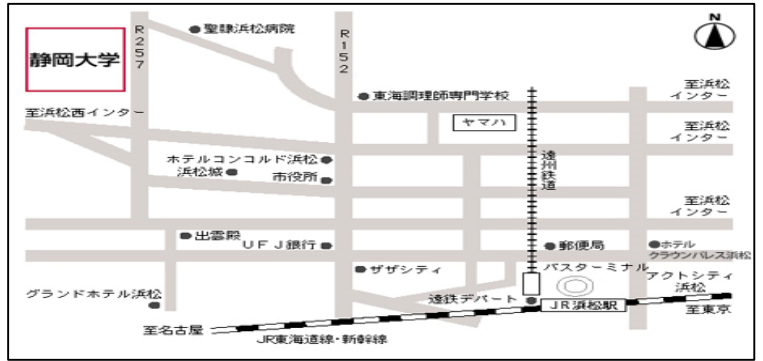 N
静岡大学
R257
聖隷浜松病院
R152
東海調理師専門学校
至浜松
インター
至浜松西インター
ヤマハ
至浜松
インター
ホテルコンコルド浜松
浜松城
市役所
遠州鉄道
至浜松
インター
出雲殿
UFJ銀行
郵便局
ホテル
クラウンパレス浜松
ザザシティ
バスターミナル
アクトシティ
浜松
グランドホテル浜松
遠鉄デパート
JR浜松駅
至東京
至名古屋
JR東海道線・新幹線